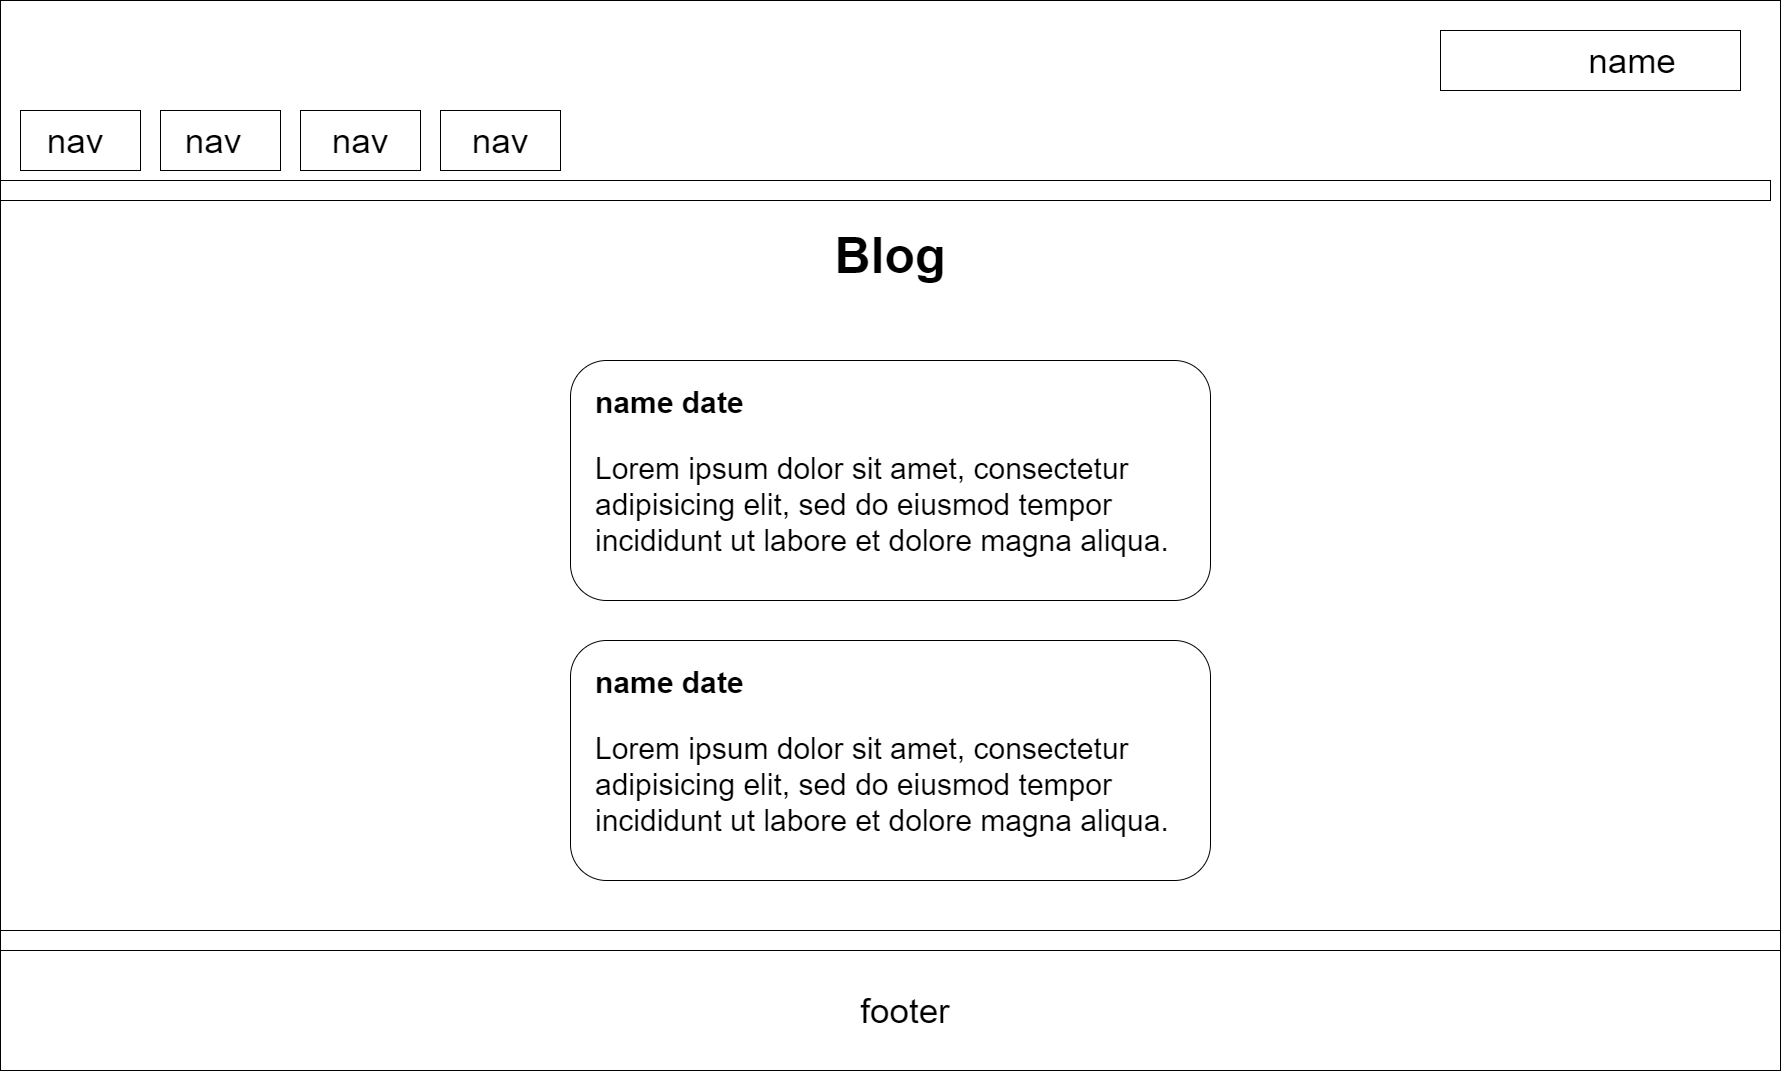 name
nav nav nav nav
Blog
name date
Lorem ipsum dolor sit amet, consectetur
adipisicing elit, sed do eiusmod tempor
incididunt ut labore et dolore magna aliqua.
name date
Lorem ipsum dolor sit amet, consectetur
adipisicing elit, sed do eiusmod tempor
incididunt ut labore et dolore magna aliqua.
footer